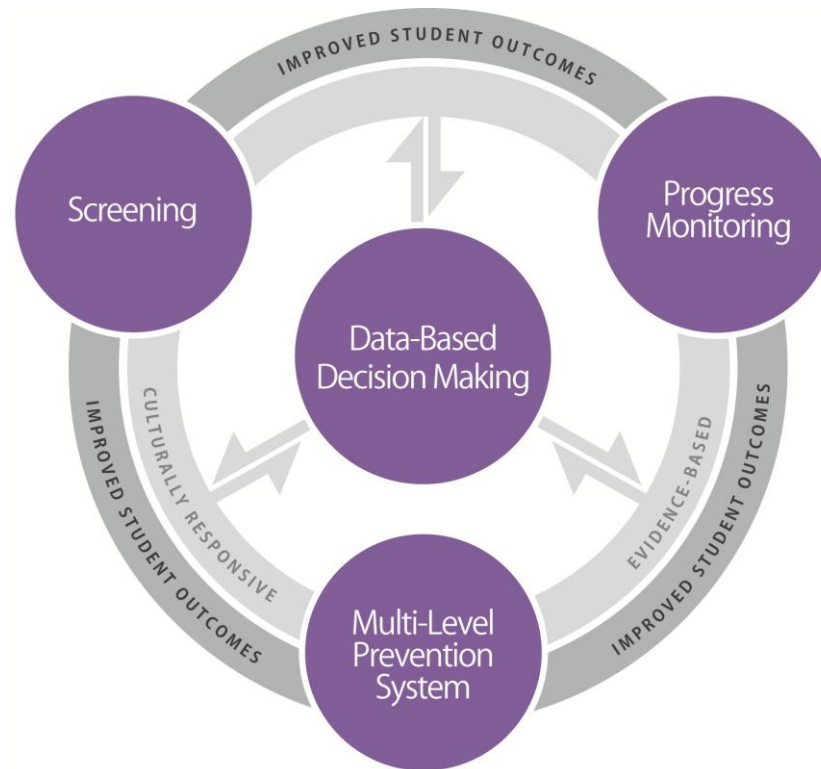 IMPROVED STUDENT OUTCOMES
Screening
Progress
Monitoring
Data-Based
Decision Making
IMPROVED STUDENT OUTCOMES
CULTURALLY RESPONSIVE
EVIDENCE-BASED
IMPROVED STUDENT OUTCOMES
Multi-Level
Prevention
System